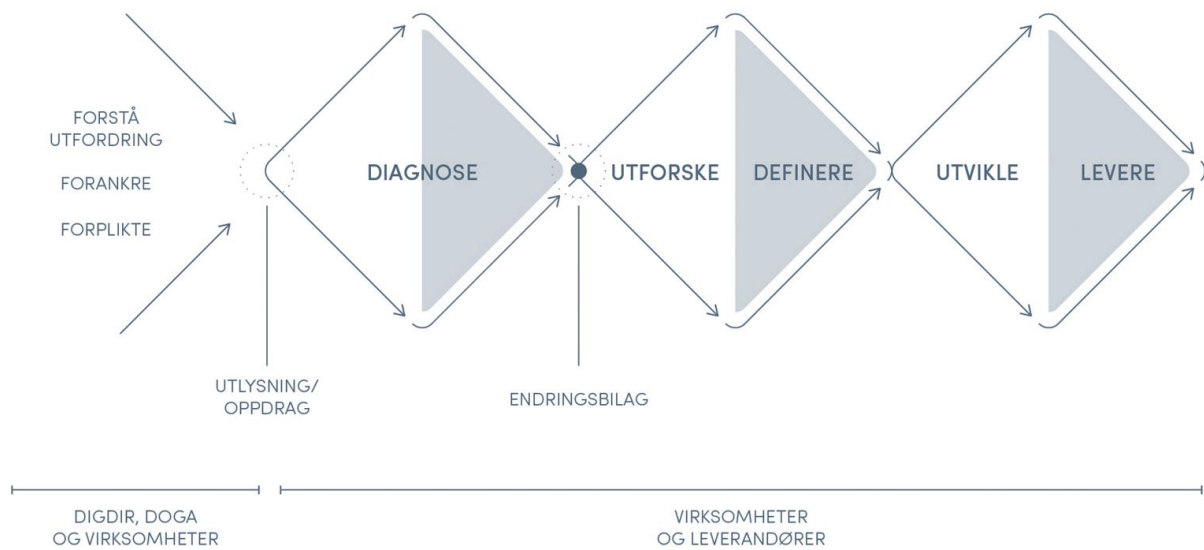 FORSTÅ
UTFORDRING
FORANKRE
FORPLIKTE
DIAGNOSE
UTFORSKE
DEFINERE
UTVIKLE
LEVERE
UTLYSNING/
OPPDRAG
ENDRINGSBILAG
DIGDIR, DOGA
OG VIRKSOMHETER
VIRKSOMHETER
OG LEVERANDØRER